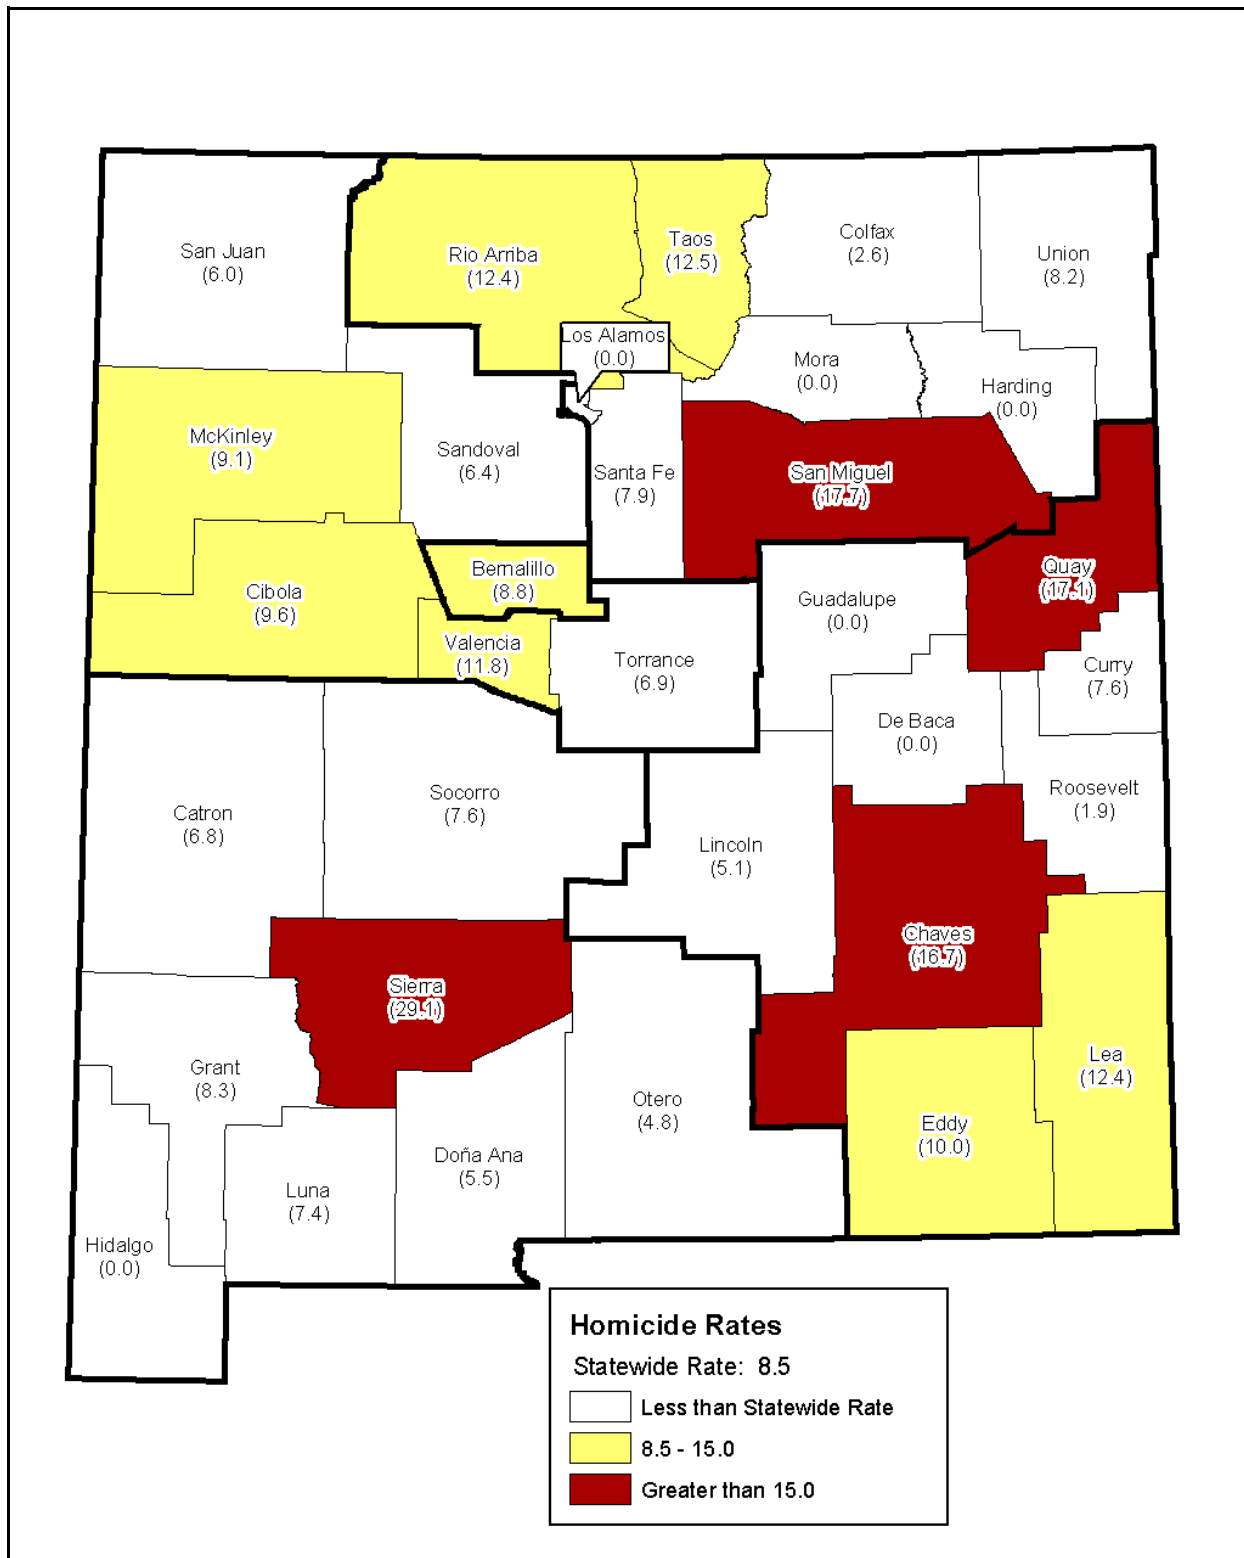 San Juan
(6.0)
Rio Arriba
(12.4)
Taos
(12.5)
Colfax
(2.6)
Union
(8.2)
Los Alamos
(0.0)
Mora
(0.0)
Harding
(0.0)
McKinley
(9.1)
Sandoval
(6.4)
Santa Fe
(7.9)
San Miguel
(17.7)
Quay
(17.1)
Cibola
(9.6)
Bernalillo
(8.8)
Guadalupe
(0.0)
Valencia
(11.8)
Torrance
(6.9)
Curry
(7.6)
De Baca
(0.0)
Catron
(6.8)
Socorro
(7.6)
Roosevelt
(1.9)
Lincoln
(5.1)
Chaves
(16.7)
Sierra
(29.1)
Grant
(8.3)
Lea
(12.4)
Otero
(4.8)
Eddy
(10.0)
Doña Ana
(5.5)
Luna
(7.4)
Hidalgo
(0.0)
Homicide Rates
Statewide Rate: 8.5
Less than Statewide Rate
8.5 - 15.0
Greater than 15.0